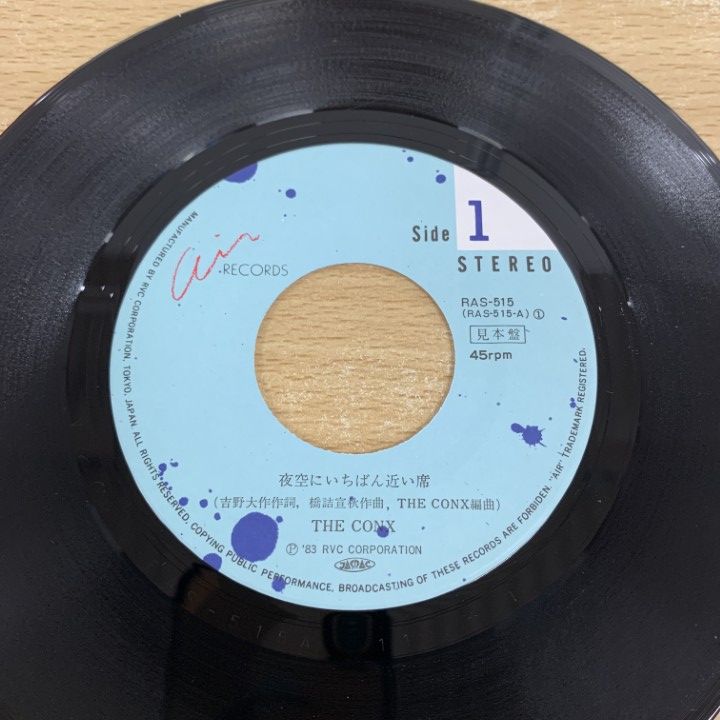 Air
RECORDS
Side 1
STEREO
RAS-515
(RAS-515-A) ①
見本盤
45rpm
夜空にいちばん近い席
(吉野大作作詞, 橋詰宣秋作曲, THE CONX編曲)
THE CONX
Ⓟ '83 RVC CORPORATION
JASRAC
MANUFACTURED BY RVC CORPORATION, TOKYO, JAPAN. ALL RIGHTS RESERVED. COPYING PUBLIC PERFORMANCE, BROADCASTING OF THESE RECORDS ARE FORBIDDEN. "AIR" TRADEMARK REGISTERED.